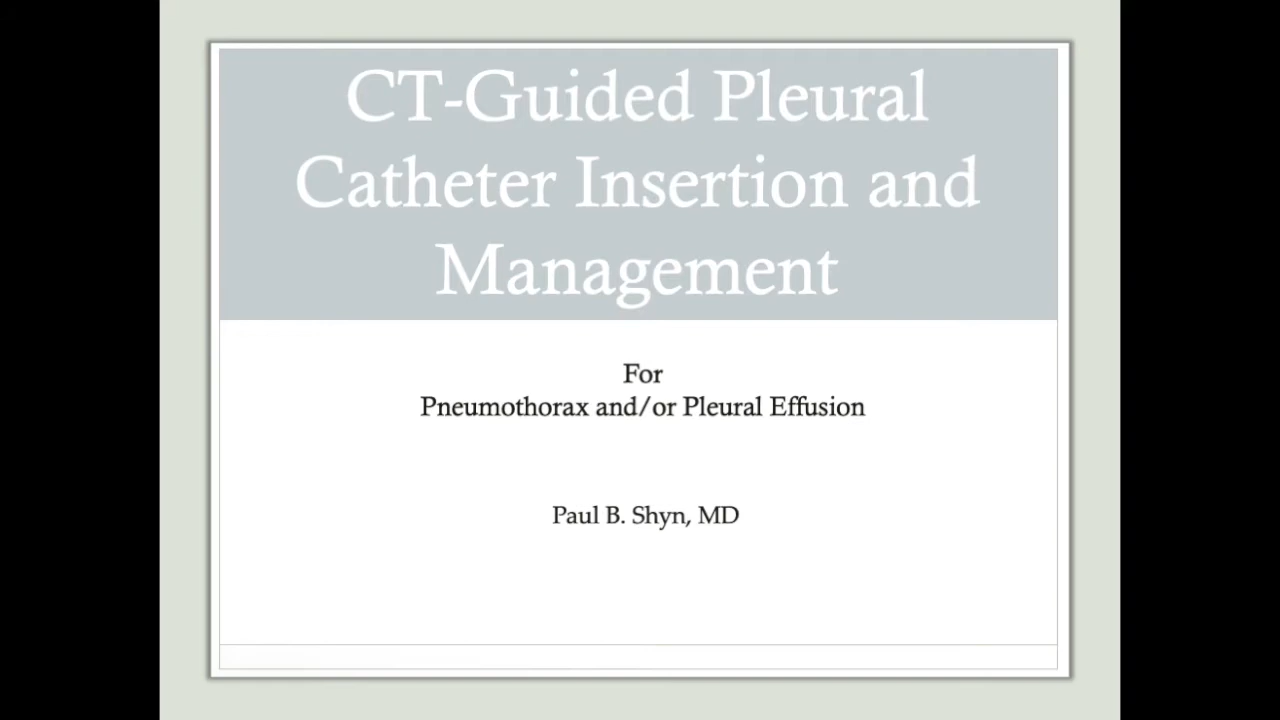 CT-Guided Pleural
Catheter Insertion and
Management
For
Pneumothorax and/or Pleural Effusion
Paul B. Shyn, MD